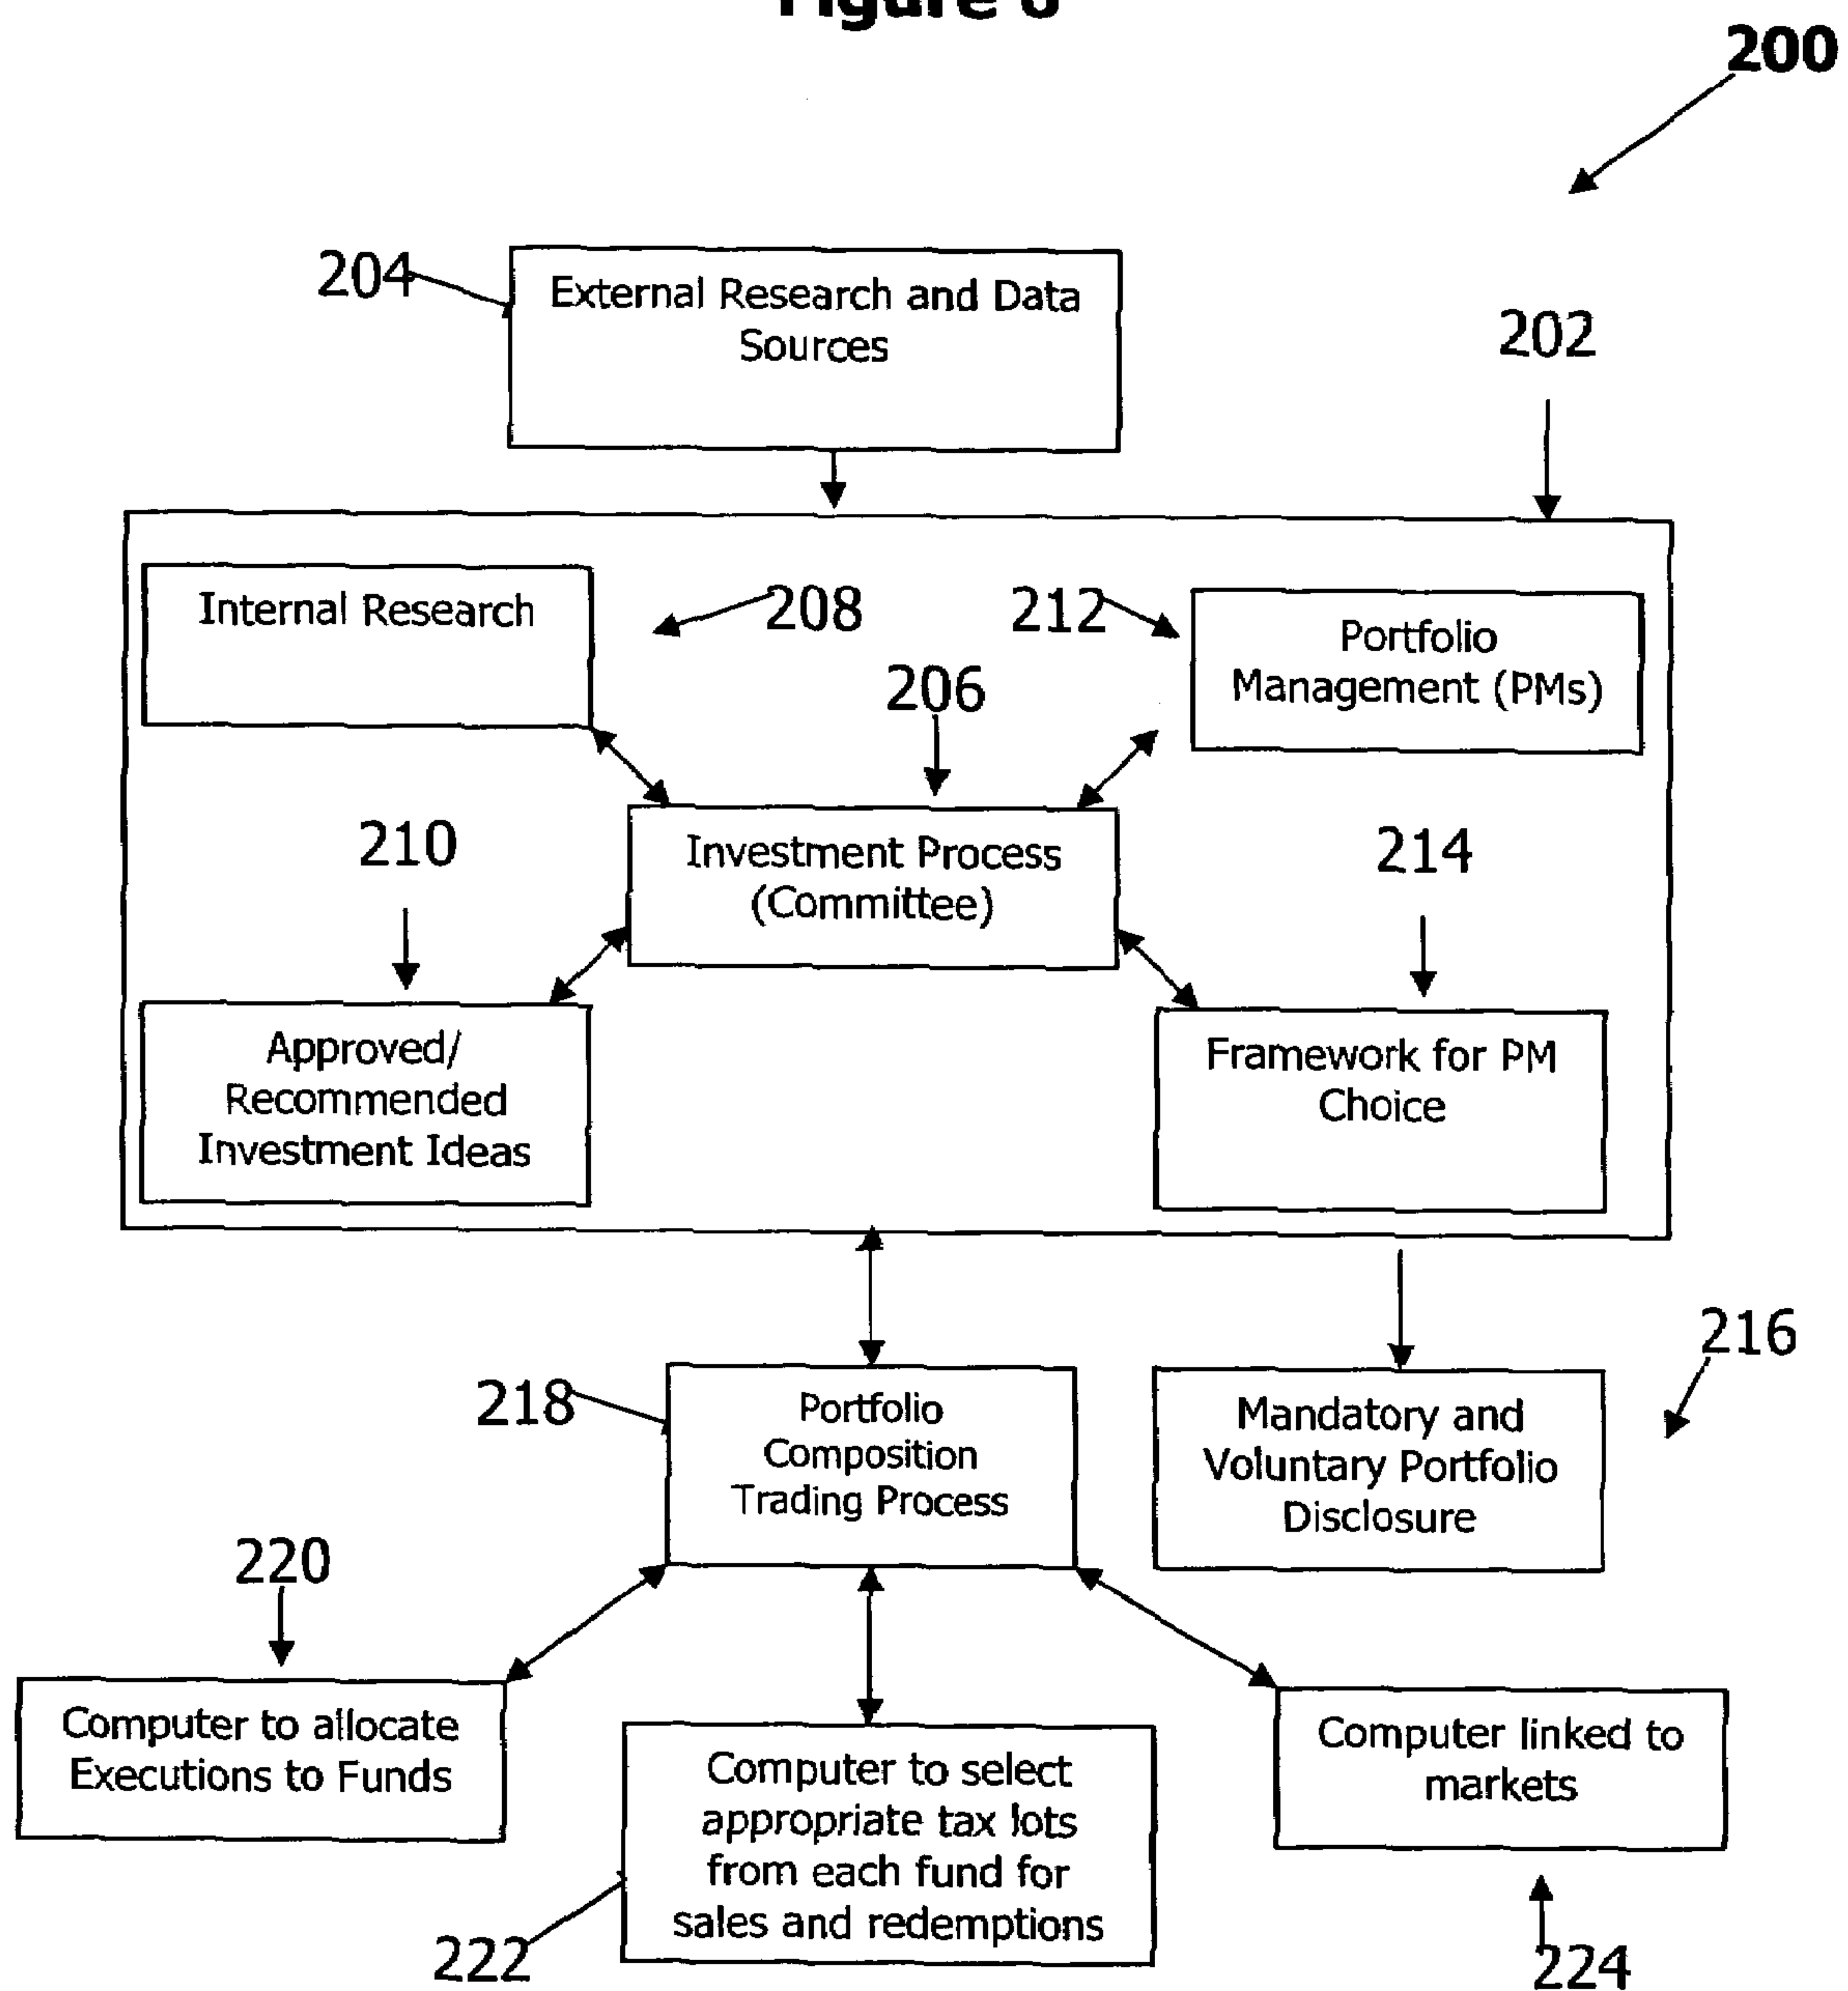 200
204
External Research and Data
Sources
202
Internal Research
208
212
Portfolio
Management (PMs)
206
210
Investment Process
(Committee)
214
Approved/
Recommended
Investment Ideas
Framework for PM
Choice
216
218
Portfolio
Composition
Trading Process
Mandatory and
Voluntary Portfolio
Disclosure
220
Computer to allocate
Executions to Funds
Computer to select
appropriate tax lots
from each fund for
sales and redemptions
Computer linked to
markets
222
224